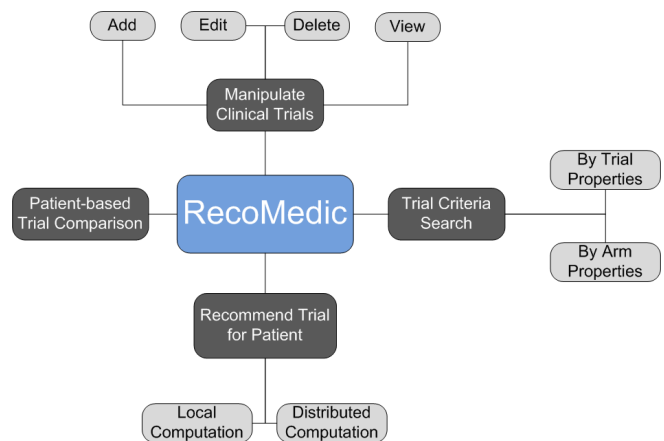 Add
Edit
Delete
View
Manipulate
Clinical Trials
Patient-based
Trial Comparison
RecoMedic
Trial Criteria
Search
By Trial
Properties
By Arm
Properties
Recommend Trial
for Patient
Local
Computation
Distributed
Computation